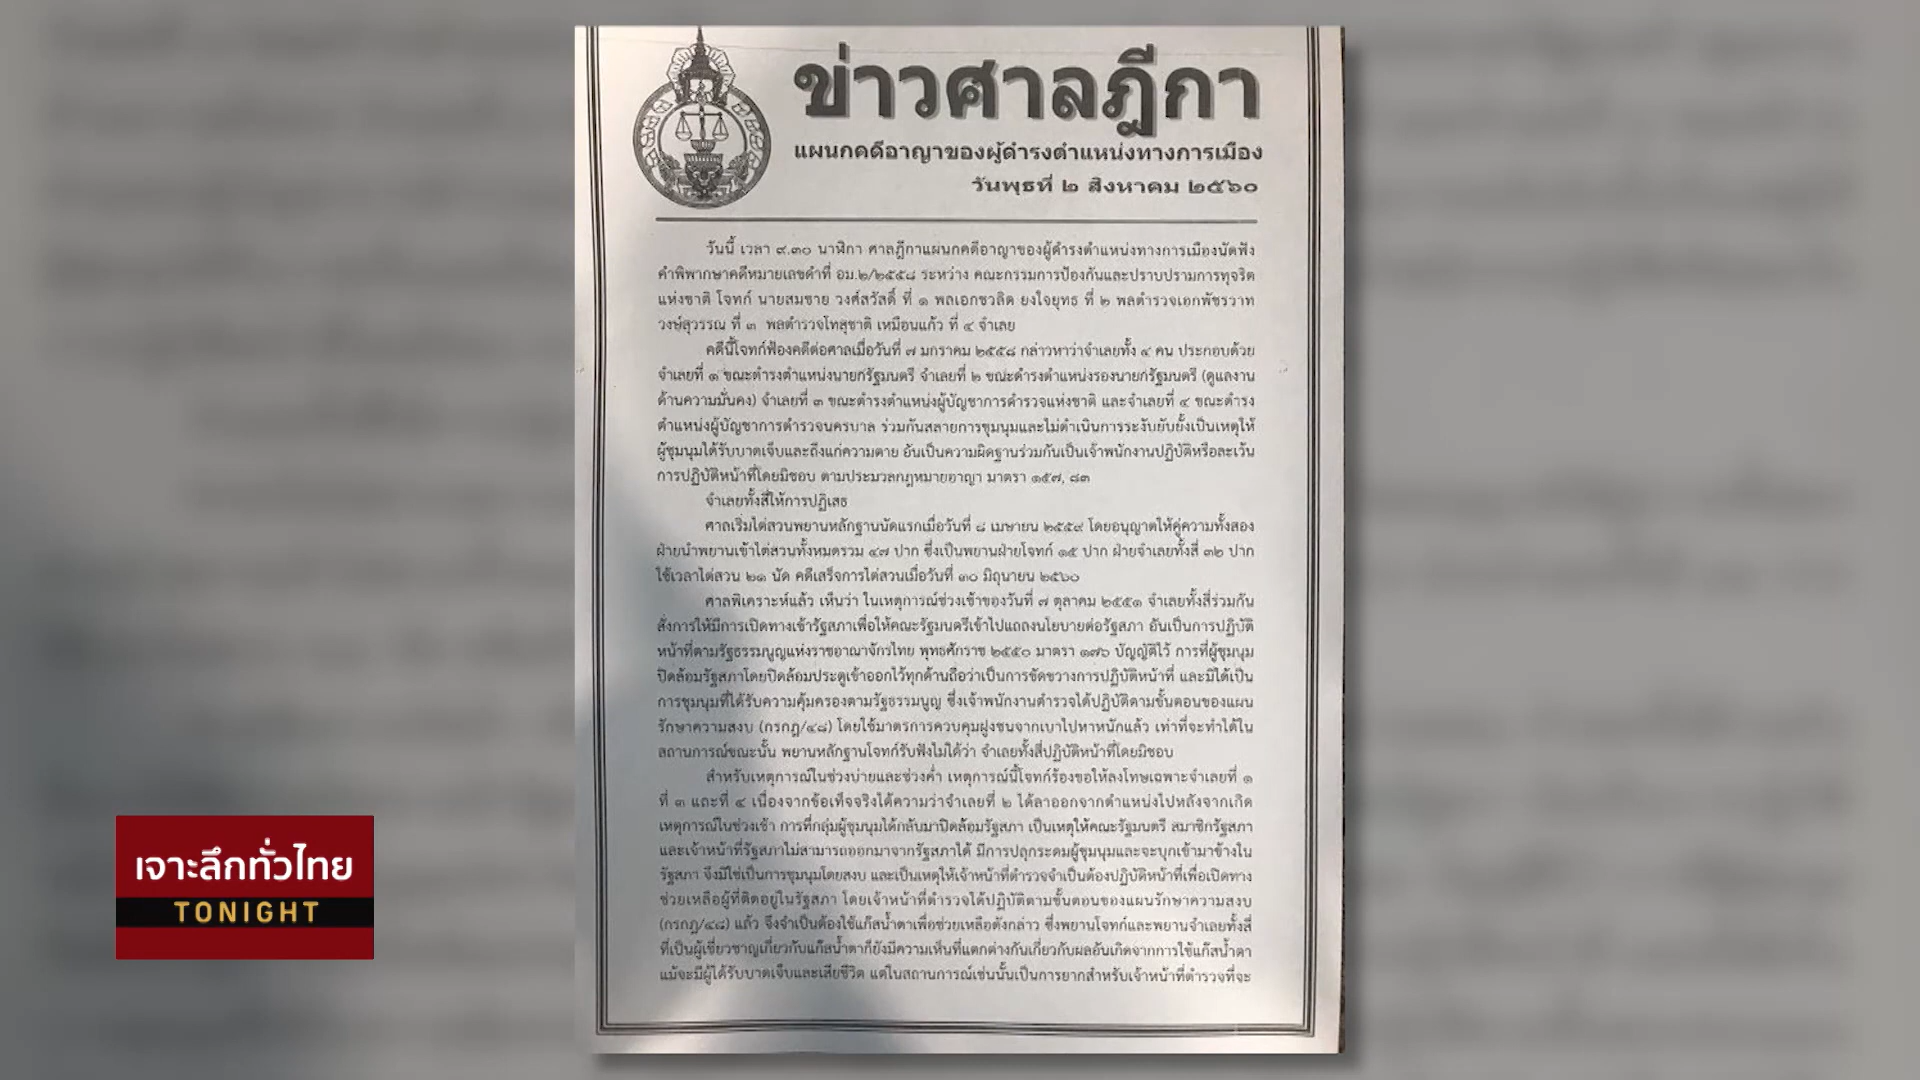 ข่าวศาลฎีกา
แผนกคดีอาญาของผู้ดำรงตำแหน่งทางการเมือง
วันพุธที่ ๒ สิงหาคม ๒๕๖๐
วันนี้ เวลา ๙.๓๐ นาฬิกา ศาลฎีกาแผนกคดีอาญาของผู้ดำรงตำแหน่งทางการเมืองนัดฟัง
คำพิพากษาคดีหมายเลขดำที่ อม.๒/๒๕๕๘ ระหว่าง คณะกรรมการป้องกันและปราบปรามการทุจริต
แห่งชาติ โจทก์ นายสมชาย วงศ์สวัสดิ์ ที่ ๑ พลเอกชวลิต ยงใจยุทธ ที่ ๒ พลตำรวจเอกพัชรวาท
วงษ์สุวรรณ ที่ ๓ พลตำรวจโทสุชาติ เหมือนแก้ว ที่ ๔ จำเลย
คดีนี้โจทก์ฟ้องคดีต่อศาลเมื่อวันที่ ๗ มกราคม ๒๕๕๘ กล่าวหาว่าจำเลยทั้ง ๔ คน ประกอบด้วย
จำเลยที่ ๑ ขณะดำรงตำแหน่งนายกรัฐมนตรี จำเลยที่ ๒ ขณะดำรงตำแหน่งรองนายกรัฐมนตรี (ดูแลงาน
ด้านความมั่นคง) จำเลยที่ ๓ ขณะดำรงตำแหน่งผู้บัญชาการตำรวจแห่งชาติ และจำเลยที่ ๔ ขณะดำรง
ตำแหน่งผู้บัญชาการตำรวจนครบาล ร่วมกันสลายการชุมนุมและไม่ดำเนินการระงับยับยั้งเป็นเหตุให้
ผู้ชุมนุมได้รับบาดเจ็บและถึงแก่ความตาย อันเป็นความผิดฐานร่วมกันเป็นเจ้าพนักงานปฏิบัติหรือละเว้น
การปฏิบัติหน้าที่โดยมิชอบ ตามประมวลกฎหมายอาญา มาตรา ๑๕๗, ๘๓
จำเลยทั้งสี่ให้การปฏิเสธ
ศาลเริ่มไต่สวนพยานหลักฐานนัดแรกเมื่อวันที่ ๘ เมษายน ๒๕๕๙ โดยอนุญาตให้คู่ความทั้งสอง
ฝ่ายนำพยานเข้าไต่สวนทั้งหมดรวม ๔๗ ปาก ซึ่งเป็นพยานฝ่ายโจทก์ ๑๕ ปาก ฝ่ายจำเลยทั้งสี่ ๓๒ ปาก
ใช้เวลาไต่สวน ๒๑ นัด คดีเสร็จการไต่สวนเมื่อวันที่ ๓๐ มิถุนายน ๒๕๖๐
ศาลพิเคราะห์แล้ว เห็นว่า ในเหตุการณ์ช่วงเช้าของวันที่ ๗ ตุลาคม ๒๕๕๑ จำเลยทั้งสี่ร่วมกัน
สั่งการให้มีการเปิดทางเข้ารัฐสภาเพื่อให้คณะรัฐมนตรีเข้าไปแถลงนโยบายต่อรัฐสภา อันเป็นการปฏิบัติ
หน้าที่ตามรัฐธรรมนูญแห่งราชอาณาจักรไทย พุทธศักราช ๒๕๕๐ มาตรา ๑๗๖ บัญญัติไว้ การที่ผู้ชุมนุม
ปิดล้อมรัฐสภาโดยปิดล้อมประตูเข้าออกไว้ทุกด้านถือว่าเป็นการขัดขวางการปฏิบัติหน้าที่ และมิได้เป็น
การชุมนุมที่ได้รับความคุ้มครองตามรัฐธรรมนูญ ซึ่งเจ้าพนักงานตำรวจได้ปฏิบัติตามขั้นตอนของแผน
รักษาความสงบ (กรกฎ/๔๘) โดยใช้มาตรการควบคุมฝูงชนจากเบาไปหาหนักแล้ว เท่าที่จะทำได้ใน
สถานการณ์ขณะนั้น พยานหลักฐานโจทก์รับฟังไม่ได้ว่า จำเลยทั้งสี่ปฏิบัติหน้าที่โดยมิชอบ
สำหรับเหตุการณ์ในช่วงบ่ายและช่วงค่ำ เหตุการณ์นี้โจทก์ร้องขอให้ลงโทษเฉพาะจำเลยที่ ๑
ที่ ๓ และที่ ๔ เนื่องจากข้อเท็จจริงได้ความว่าจำเลยที่ ๒ ได้ลาออกจากตำแหน่งไปหลังจากเกิด
เหตุการณ์ในช่วงเช้า การที่กลุ่มผู้ชุมนุมได้กลับมาปิดล้อมรัฐสภา เป็นเหตุให้คณะรัฐมนตรี สมาชิกรัฐสภา
และเจ้าหน้าที่รัฐสภาไม่สามารถออกมาจากรัฐสภาได้ มีการปลุกระดมผู้ชุมนุมและจะบุกเข้ามาข้างใน
รัฐสภา จึงมิใช่เป็นการชุมนุมโดยสงบ และเป็นเหตุให้เจ้าหน้าที่ตำรวจจำเป็นต้องปฏิบัติหน้าที่เพื่อเปิดทาง
ช่วยเหลือผู้ที่ติดอยู่ในรัฐสภา โดยเจ้าหน้าที่ตำรวจได้ปฏิบัติตามขั้นตอนของแผนรักษาความสงบ
(กรกฎ/๔๘) แล้ว จึงจำเป็นต้องใช้แก๊สน้ำตาเพื่อช่วยเหลือดังกล่าว ซึ่งพยานโจทก์และพยานจำเลยทั้งสี่
ที่เป็นผู้เชี่ยวชาญเกี่ยวกับแก๊สน้ำตาก็ยังมีความเห็นที่แตกต่างกันเกี่ยวกับผลอันเกิดจากการใช้แก๊สน้ำตา
แม้จะมีผู้ได้รับบาดเจ็บและเสียชีวิต แต่ในสถานการณ์เช่นนั้นเป็นการยากสำหรับเจ้าหน้าที่ตำรวจที่จะ
เจาะลึกทั่วไทย
TONIGHT